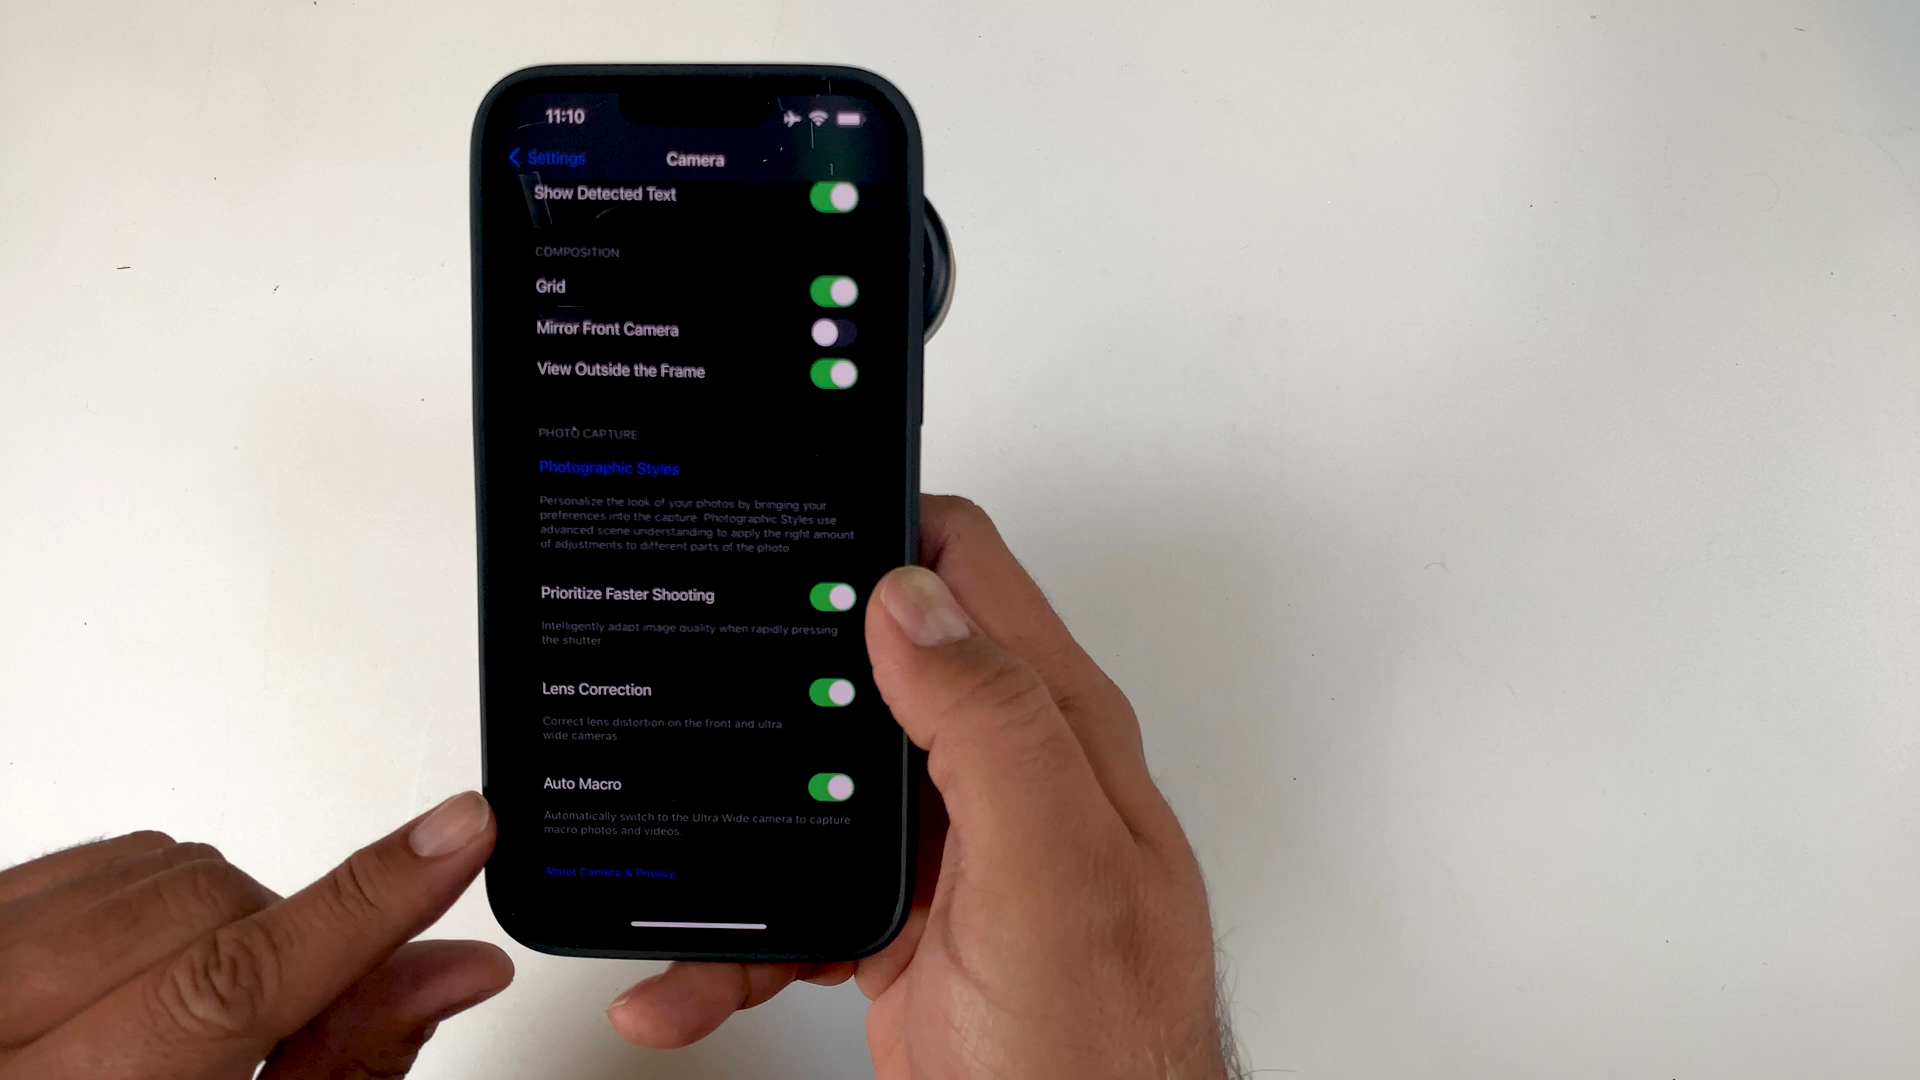 11:10
Settings
Camera
Show Detected Text
COMPOSITION
Grid
Mirror Front Camera
View Outside the Frame
PHOTO CAPTURE
Photographic Styles
Personalize the look of your photos by bringing your
preferences into the capture. Photographic Styles use
advanced scene understanding to apply the right amount
of adjustments to different parts of the photo.
Prioritize Faster Shooting
Intelligently adapt image quality when rapidly pressing
the shutter.
Lens Correction
Correct lens distortion on the front and ultra
wide cameras.
Auto Macro
Automatically switch to the Ultra Wide camera to capture
macro photos and videos.
About Camera & Privacy...